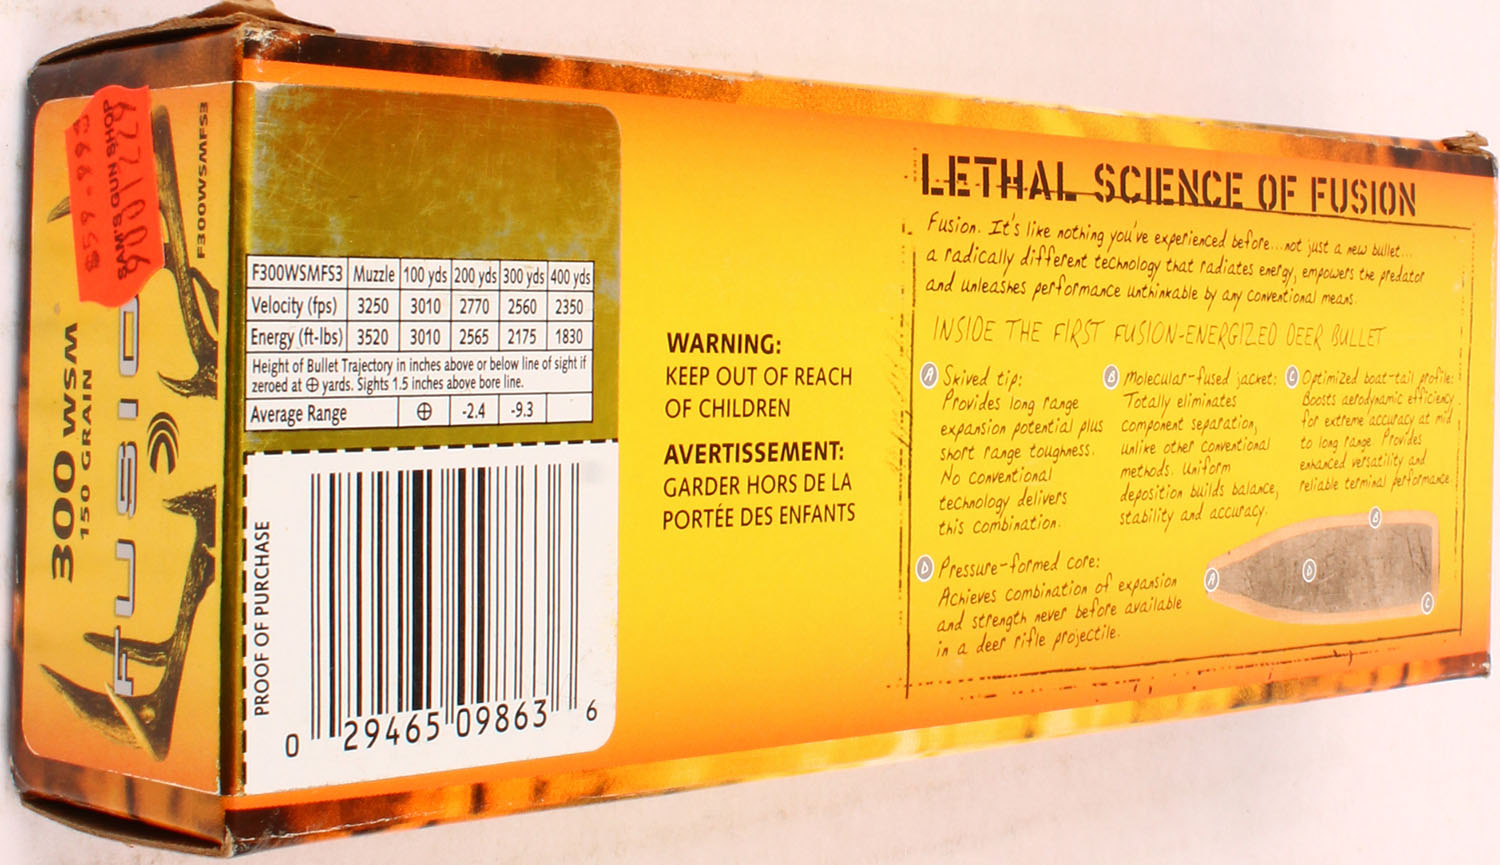 $59.99
SAM'S GUN SHOP
F300WSMFS3
300 WSM
150 GRAIN
FUSION
F300WSMFS3 Muzzle 100 yds 200 yds 300 yds 400 yds
Velocity (fps) 3250 3010 2770 2560 2350
Energy (ft-lbs) 3520 3010 2565 2175 1830
Height of Bullet Trajectory in inches above or below line of sight if
zeroed at ⊕ yards. Sights 1.5 inches above bore line.
Average Range ⊕ -2.4 -9.3
PROOF OF PURCHASE
0 29465 09863 6
WARNING:
KEEP OUT OF REACH
OF CHILDREN
AVERTISSEMENT:
GARDER HORS DE LA
PORTÉE DES ENFANTS
LETHAL SCIENCE OF FUSION
Fusion. It's like nothing you've experienced before...not just a new bullet...
a radically different technology that radiates energy, empowers the predator
and unleashes performance unthinkable by any conventional means.
INSIDE THE FIRST FUSION-ENERGIZED DEER BULLET
A Skived tip:
Provides long range
expansion potential plus
short range toughness.
No conventional
technology delivers
this combination.
B Molecular-fused jacket:
Totally eliminates
component separation,
unlike other conventional
methods. Uniform
deposition builds balance,
stability and accuracy.
C Optimized boat-tail profile:
Boosts aerodynamic efficiency
for extreme accuracy at mid
to long range. Provides
enhanced versatility and
reliable terminal performance.
D Pressure-formed core:
Achieves combination of expansion
and strength never before available
in a deer rifle projectile.
A
B
D
C